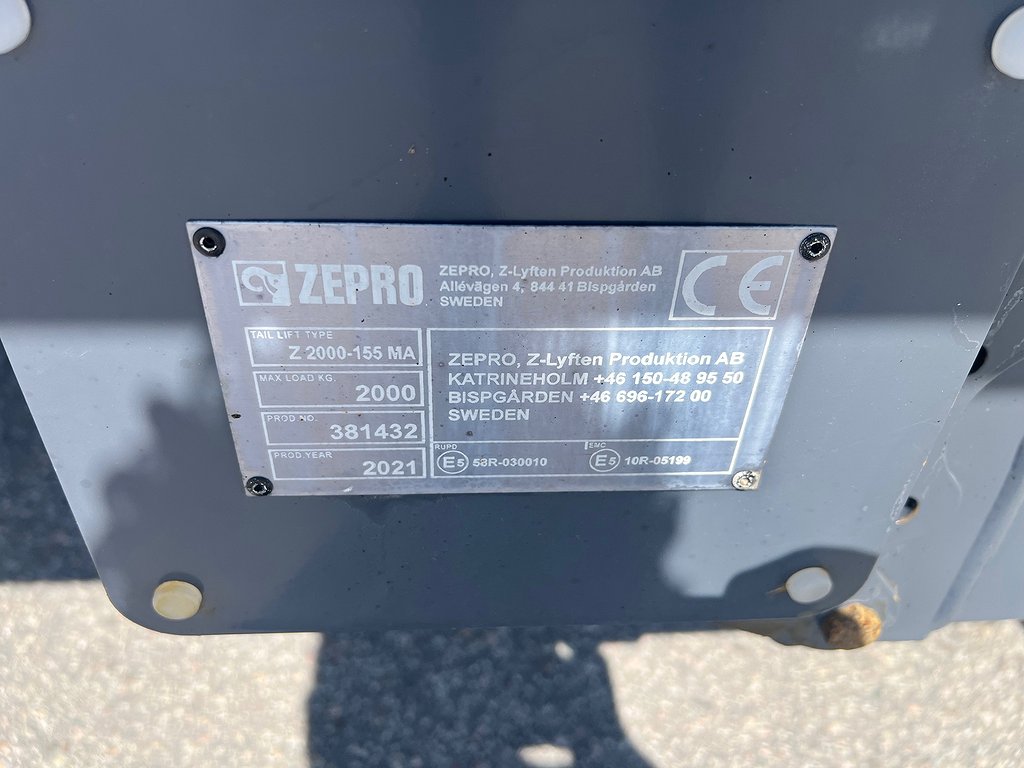 ZEPRO
ZEPRO, Z-Lyften Produktion AB
Allévägen 4, 844 41 Bispgården
SWEDEN
CE
TAIL LIFT TYPE
Z 2000-155 MA
MAX LOAD KG.
2000
PROD NO.
381432
PROD.YEAR
2021
ZEPRO, Z-Lyften Produktion AB
KATRINEHOLM +46 150-48 95 50
BISPGÅRDEN +46 696-172 00
SWEDEN
RUPD
E5 58R-030010
EMC
E5 10R-05199